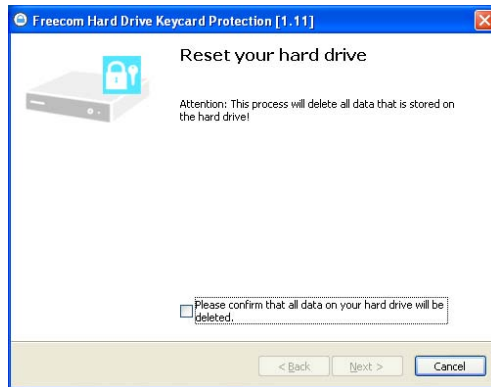 Freecom Hard Drive Keycard Protection [1.11]
Reset your hard drive
Attention: This process will delete all data that is stored on
the hard drive!
Please confirm that all data on your hard drive will be
deleted.
< Back
Next >
Cancel